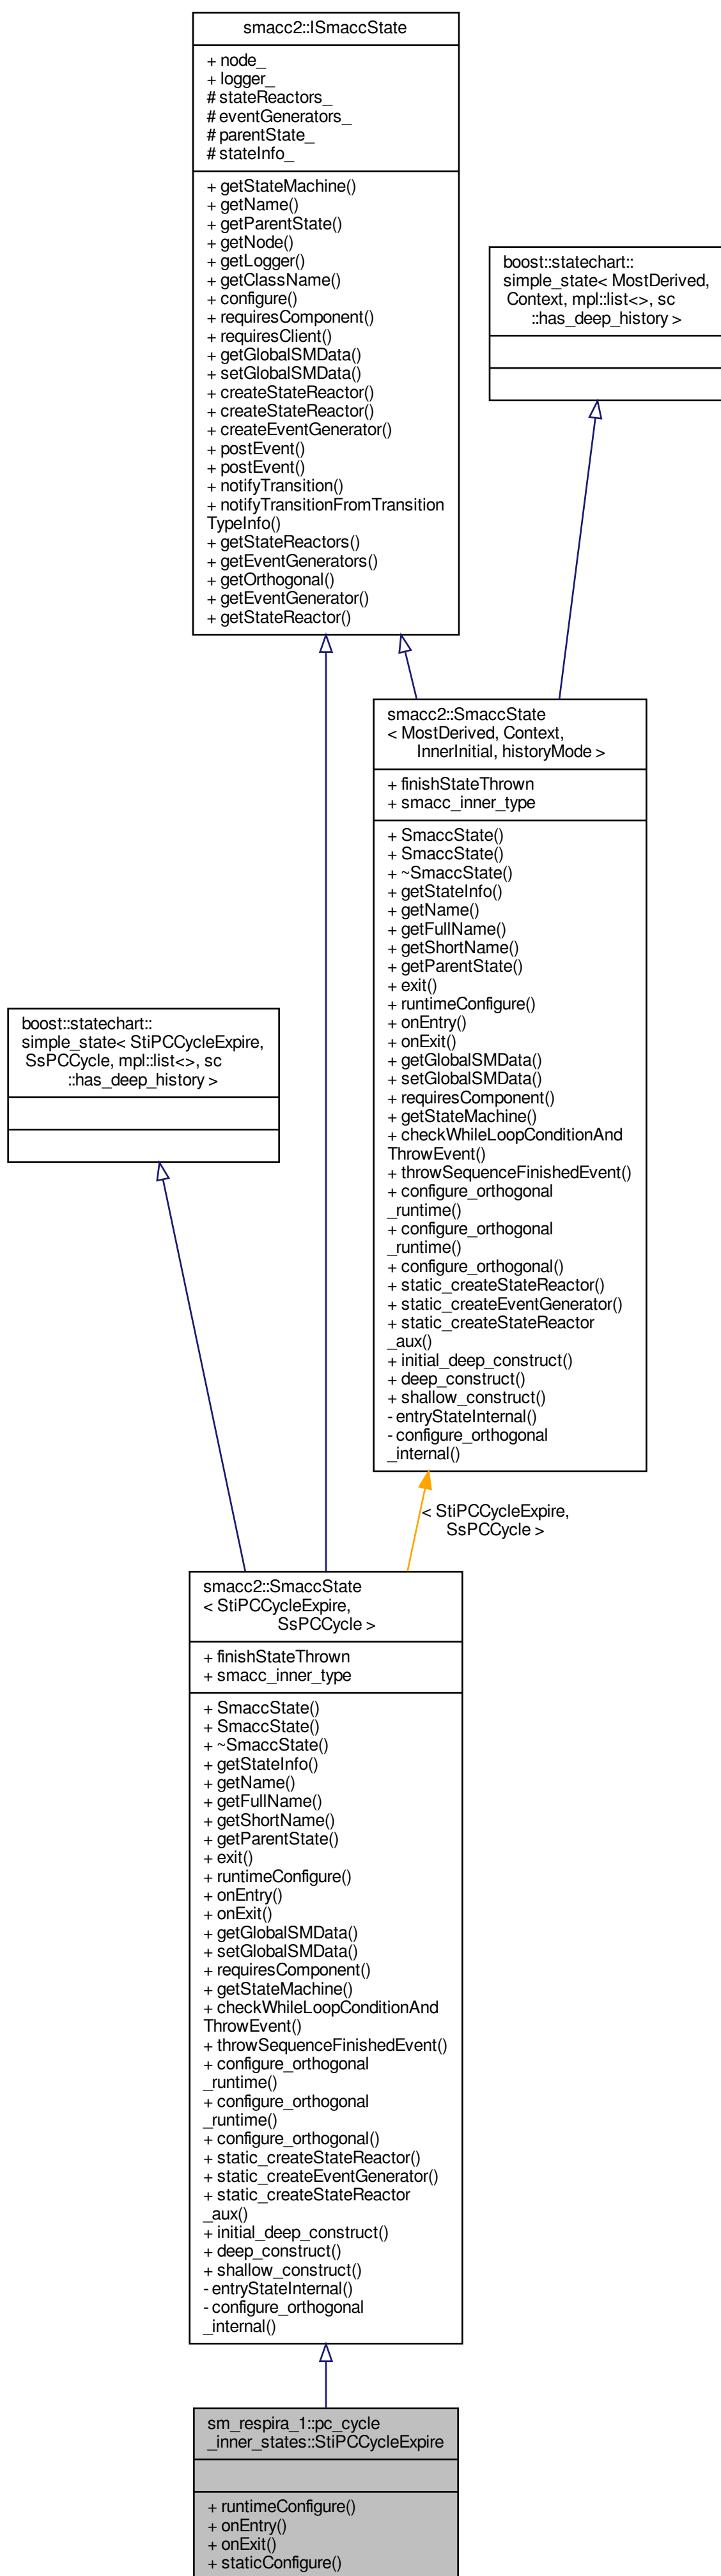 smacc2::ISmaccState
+ node_
+ logger_
# stateReactors_
# eventGenerators_
# parentState_
# stateInfo_
+ getStateMachine()
+ getName()
+ getParentState()
+ getNode()
+ getLogger()
+ getClassName()
+ configure()
+ requiresComponent()
+ requiresClient()
+ getGlobalSMData()
+ setGlobalSMData()
+ createStateReactor()
+ createStateReactor()
+ createEventGenerator()
+ postEvent()
+ postEvent()
+ notifyTransition()
+ notifyTransitionFromTransition
TypeInfo()
+ getStateReactors()
+ getEventGenerators()
+ getOrthogonal()
+ getEventGenerator()
+ getStateReactor()
boost::statechart::
simple_state< MostDerived,
Context, mpl::list<>, sc
::has_deep_history >
smacc2::SmaccState
< MostDerived, Context,
InnerInitial, historyMode >
+ finishStateThrown
+ smacc_inner_type
+ SmaccState()
+ SmaccState()
+ ~SmaccState()
+ getStateInfo()
+ getName()
+ getFullName()
+ getShortName()
+ getParentState()
+ exit()
+ runtimeConfigure()
+ onEntry()
+ onExit()
+ getGlobalSMData()
+ setGlobalSMData()
+ requiresComponent()
+ getStateMachine()
+ checkWhileLoopConditionAnd
ThrowEvent()
+ throwSequenceFinishedEvent()
+ configure_orthogonal
_runtime()
+ configure_orthogonal
_runtime()
+ configure_orthogonal()
+ static_createStateReactor()
+ static_createEventGenerator()
+ static_createStateReactor
_aux()
+ initial_deep_construct()
+ deep_construct()
+ shallow_construct()
- entryStateInternal()
- configure_orthogonal
_internal()
boost::statechart::
simple_state< StiPCCycleExpire,
SsPCCycle, mpl::list<>, sc
::has_deep_history >
< StiPCCycleExpire,
SsPCCycle >
smacc2::SmaccState
< StiPCCycleExpire,
SsPCCycle >
+ finishStateThrown
+ smacc_inner_type
+ SmaccState()
+ SmaccState()
+ ~SmaccState()
+ getStateInfo()
+ getName()
+ getFullName()
+ getShortName()
+ getParentState()
+ exit()
+ runtimeConfigure()
+ onEntry()
+ onExit()
+ getGlobalSMData()
+ setGlobalSMData()
+ requiresComponent()
+ getStateMachine()
+ checkWhileLoopConditionAnd
ThrowEvent()
+ throwSequenceFinishedEvent()
+ configure_orthogonal
_runtime()
+ configure_orthogonal
_runtime()
+ configure_orthogonal()
+ static_createStateReactor()
+ static_createEventGenerator()
+ static_createStateReactor
_aux()
+ initial_deep_construct()
+ deep_construct()
+ shallow_construct()
- entryStateInternal()
- configure_orthogonal
_internal()
sm_respira_1::pc_cycle
_inner_states::StiPCCycleExpire
+ runtimeConfigure()
+ onEntry()
+ onExit()
+ staticConfigure()